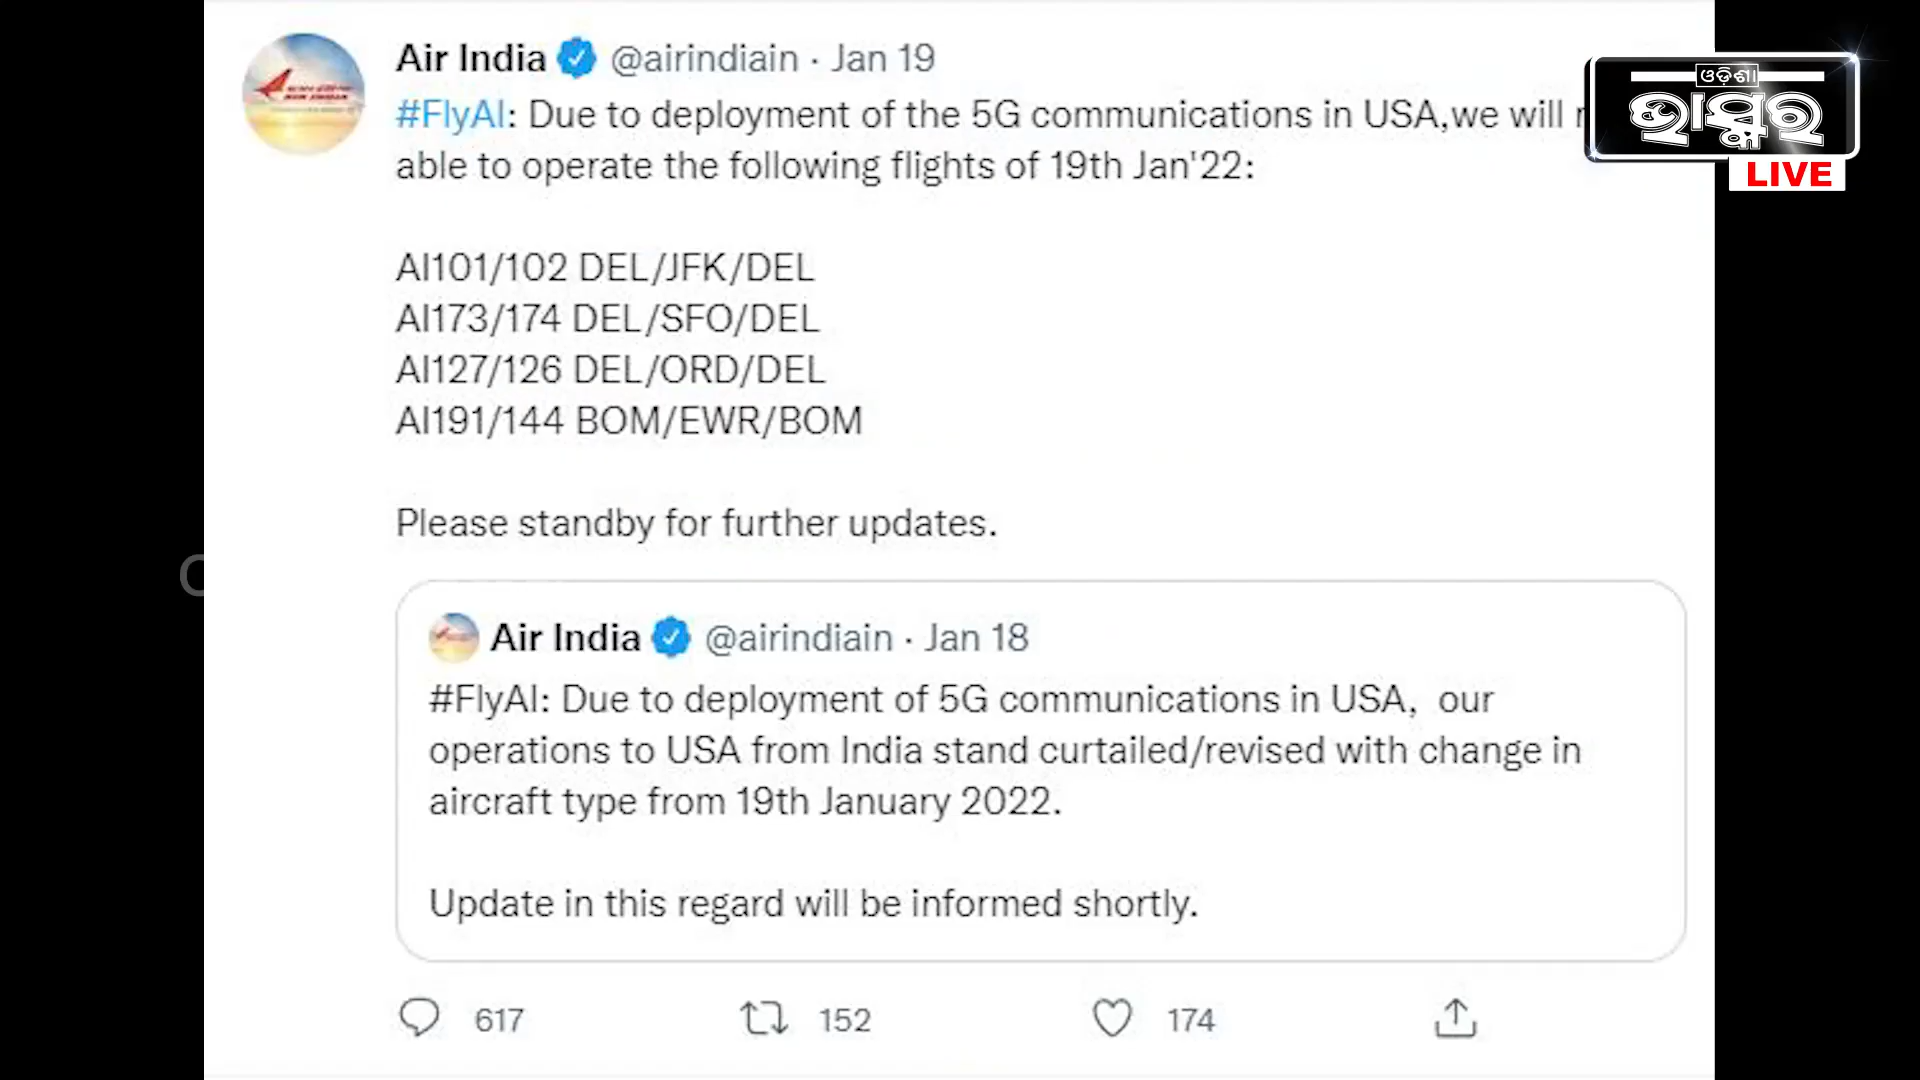 Air India @airindiain · Jan 19
#FlyAI: Due to deployment of the 5G communications in USA,we will
able to operate the following flights of 19th Jan'22:
AI101/102 DEL/JFK/DEL
AI173/174 DEL/SFO/DEL
AI127/126 DEL/ORD/DEL
AI191/144 BOM/EWR/BOM
Please standby for further updates.
Air India @airindiain · Jan 18
#FlyAI: Due to deployment of 5G communications in USA, our
operations to USA from India stand curtailed/revised with change in
aircraft type from 19th January 2022.
Update in this regard will be informed shortly.
617 152 174
ଓଡ଼ିଶା
ଭାସ୍କର
LIVE